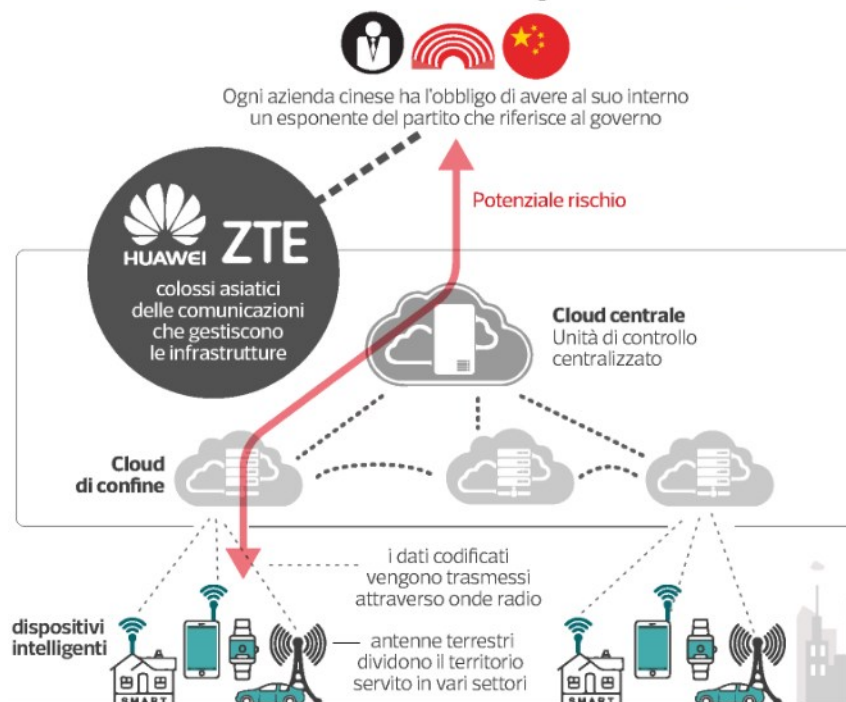 Ogni azienda cinese ha l'obbligo di avere al suo interno
un esponente del partito che riferisce al governo
Potenziale rischio
HUAWEI
ZTE
colossi asiatici
delle comunicazioni
che gestiscono
le infrastrutture
Cloud centrale
Unità di controllo
centralizzato
Cloud
di confine
i dati codificati
vengono trasmessi
attraverso onde radio
dispositivi
intelligenti
antenne terrestri
dividono il territorio
servito in vari settori
SMART
SMART